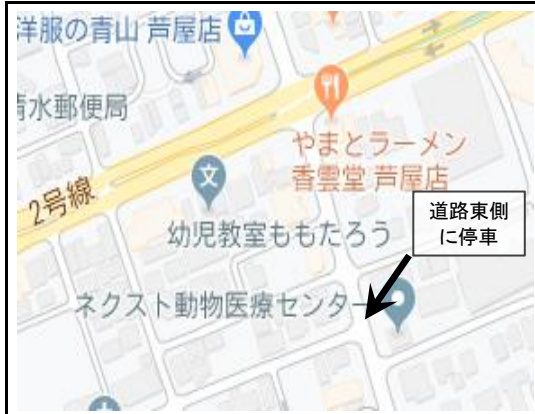 洋服の青山 芦屋店
清水郵便局
やまとラーメン
香雲堂 芦屋店
2号線
文
幼児教室ももたろう
道路東側
に停車
ネクスト動物医療センター